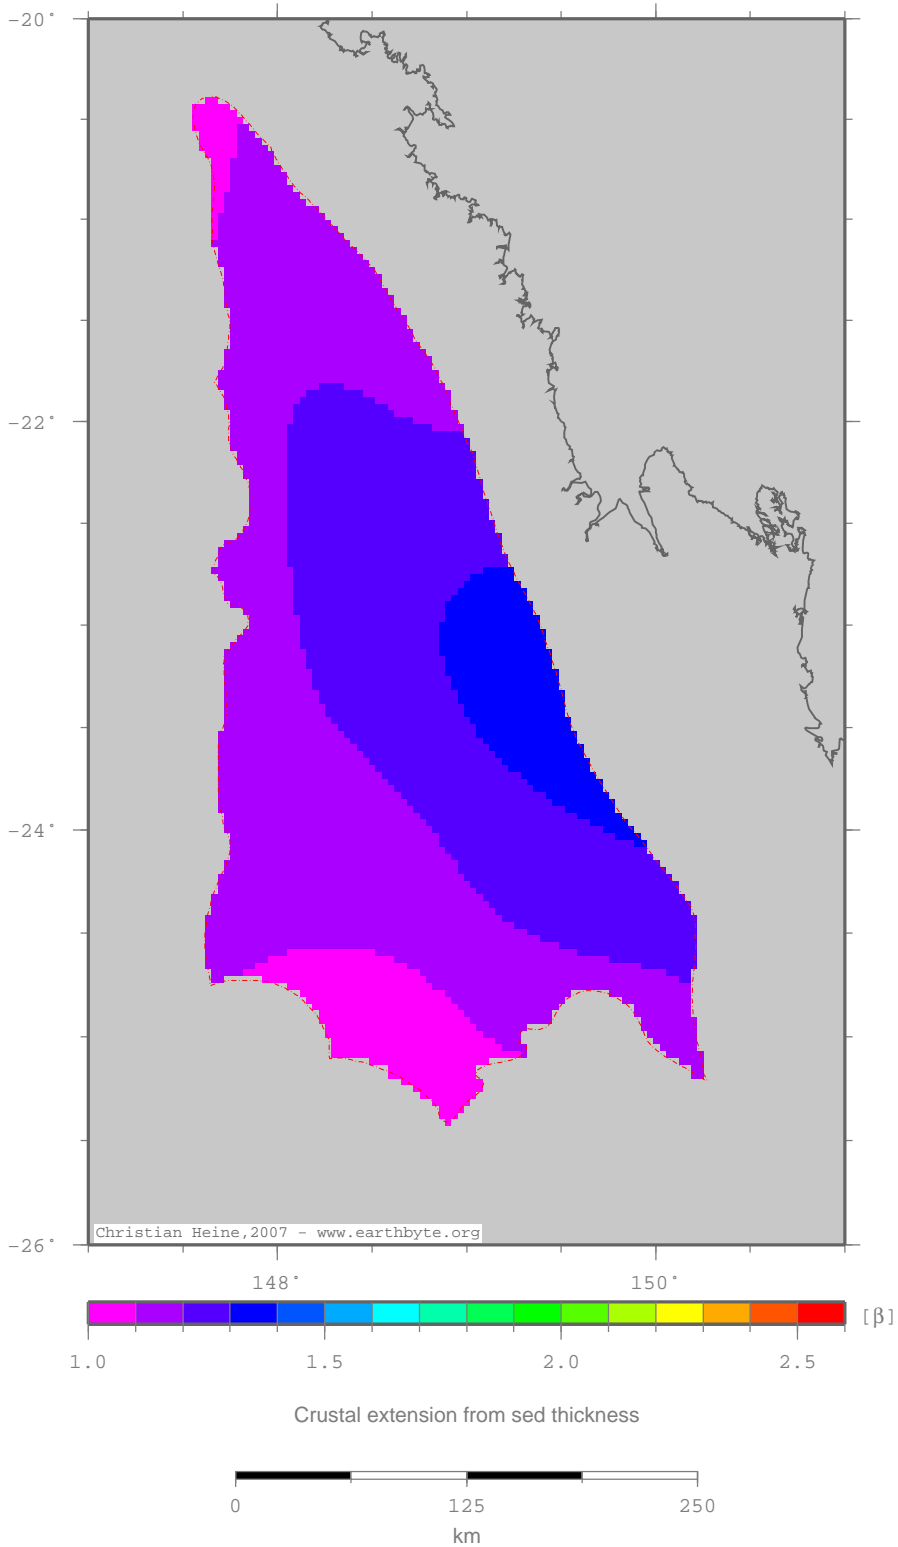 −20°
−22°
−24°
−26°
Christian Heine,2007 − www.earthbyte.org
148° 150°
[β]
1.0 1.5 2.0 2.5
Crustal extension from sed thickness
0 125 250
km